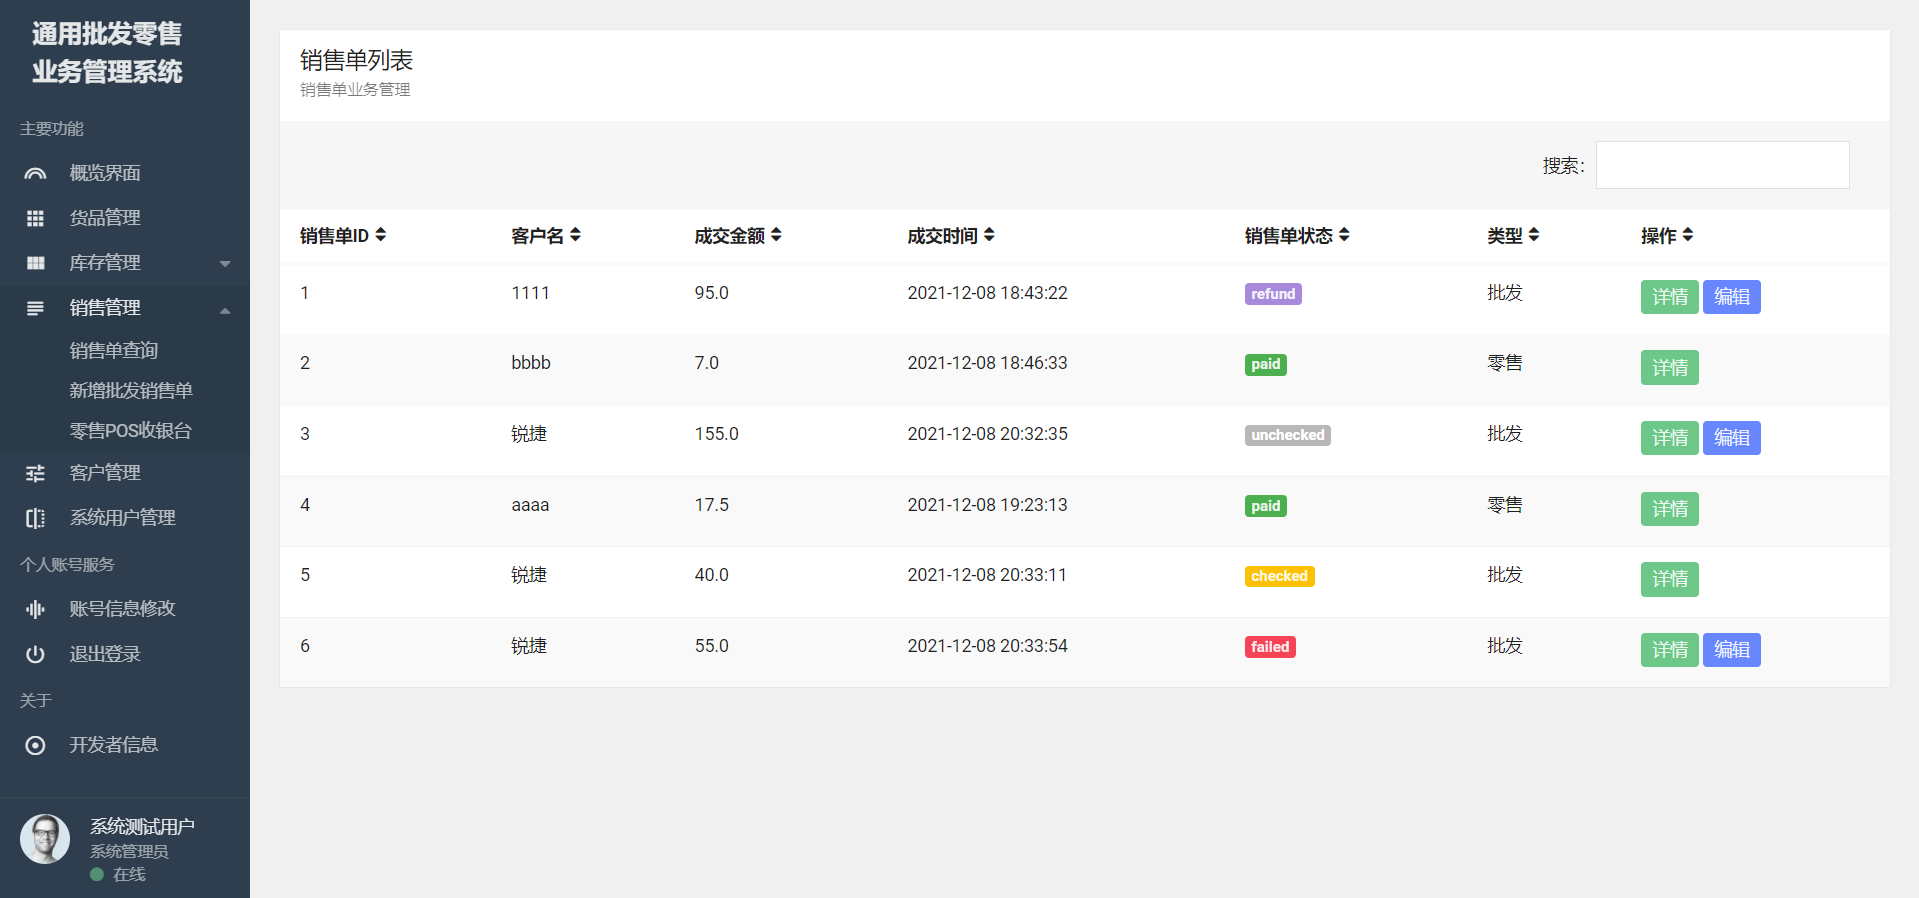 通用批发零售
业务管理系统
主要功能
概览界面
货品管理
库存管理
销售管理
销售单查询
新增批发销售单
零售POS收银台
客户管理
系统用户管理
个人账号服务
账号信息修改
退出登录
关于
开发者信息
系统测试用户
系统管理员
在线
销售单列表
销售单业务管理
搜索:
销售单ID 客户名 成交金额 成交时间 销售单状态 类型 操作
1 1111 95.0 2021-12-08 18:43:22 refund 批发 详情 编辑
2 bbbb 7.0 2021-12-08 18:46:33 paid 零售 详情
3 锐捷 155.0 2021-12-08 20:32:35 unchecked 批发 详情 编辑
4 aaaa 17.5 2021-12-08 19:23:13 paid 零售 详情
5 锐捷 40.0 2021-12-08 20:33:11 checked 批发 详情
6 锐捷 55.0 2021-12-08 20:33:54 failed 批发 详情 编辑